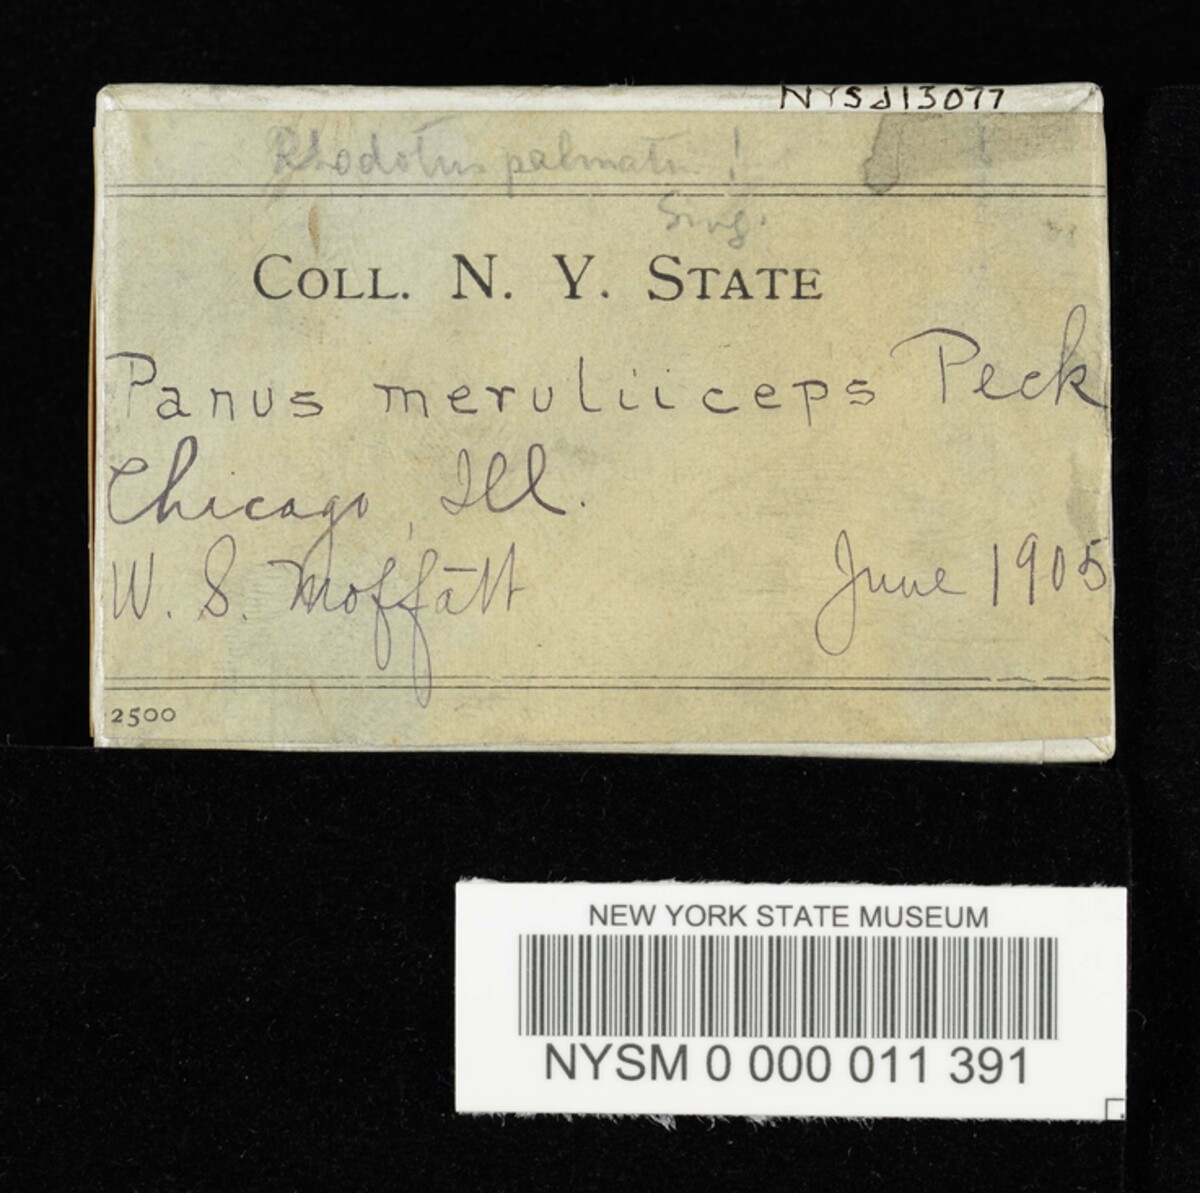 NYSd13077
Rhodotus palmatus !
Sing.
COLL. N. Y. STATE
Panus meruliiceps Peck
Chicago, Ill.
W. S. Moffatt
June 1905
2500
NEW YORK STATE MUSEUM
NYSM 0 000 011 391